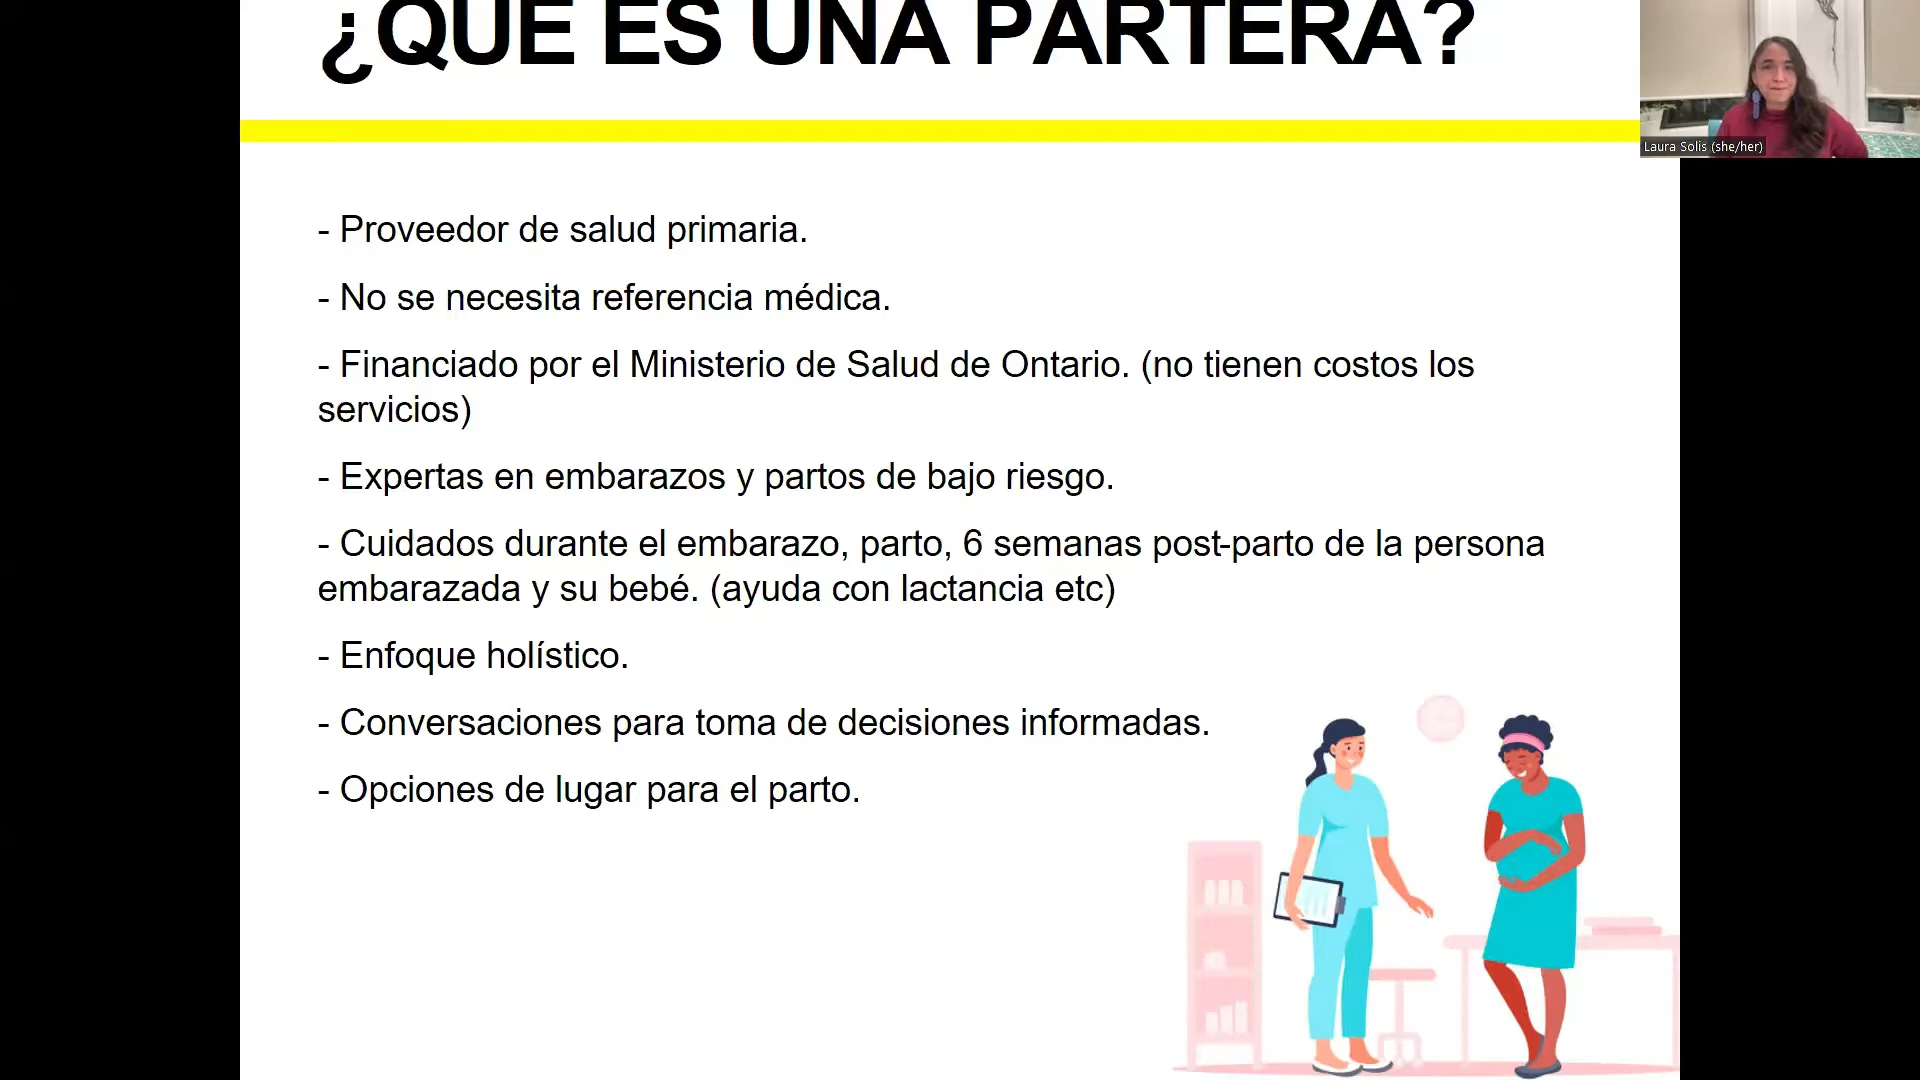 ¿QUÉ ES UNA PARTERA?
Laura Solis (she/her)
- Proveedor de salud primaria.
- No se necesita referencia médica.
- Financiado por el Ministerio de Salud de Ontario. (no tienen costos los
servicios)
- Expertas en embarazos y partos de bajo riesgo.
- Cuidados durante el embarazo, parto, 6 semanas post-parto de la persona
embarazada y su bebé. (ayuda con lactancia etc)
- Enfoque holístico.
- Conversaciones para toma de decisiones informadas.
- Opciones de lugar para el parto.